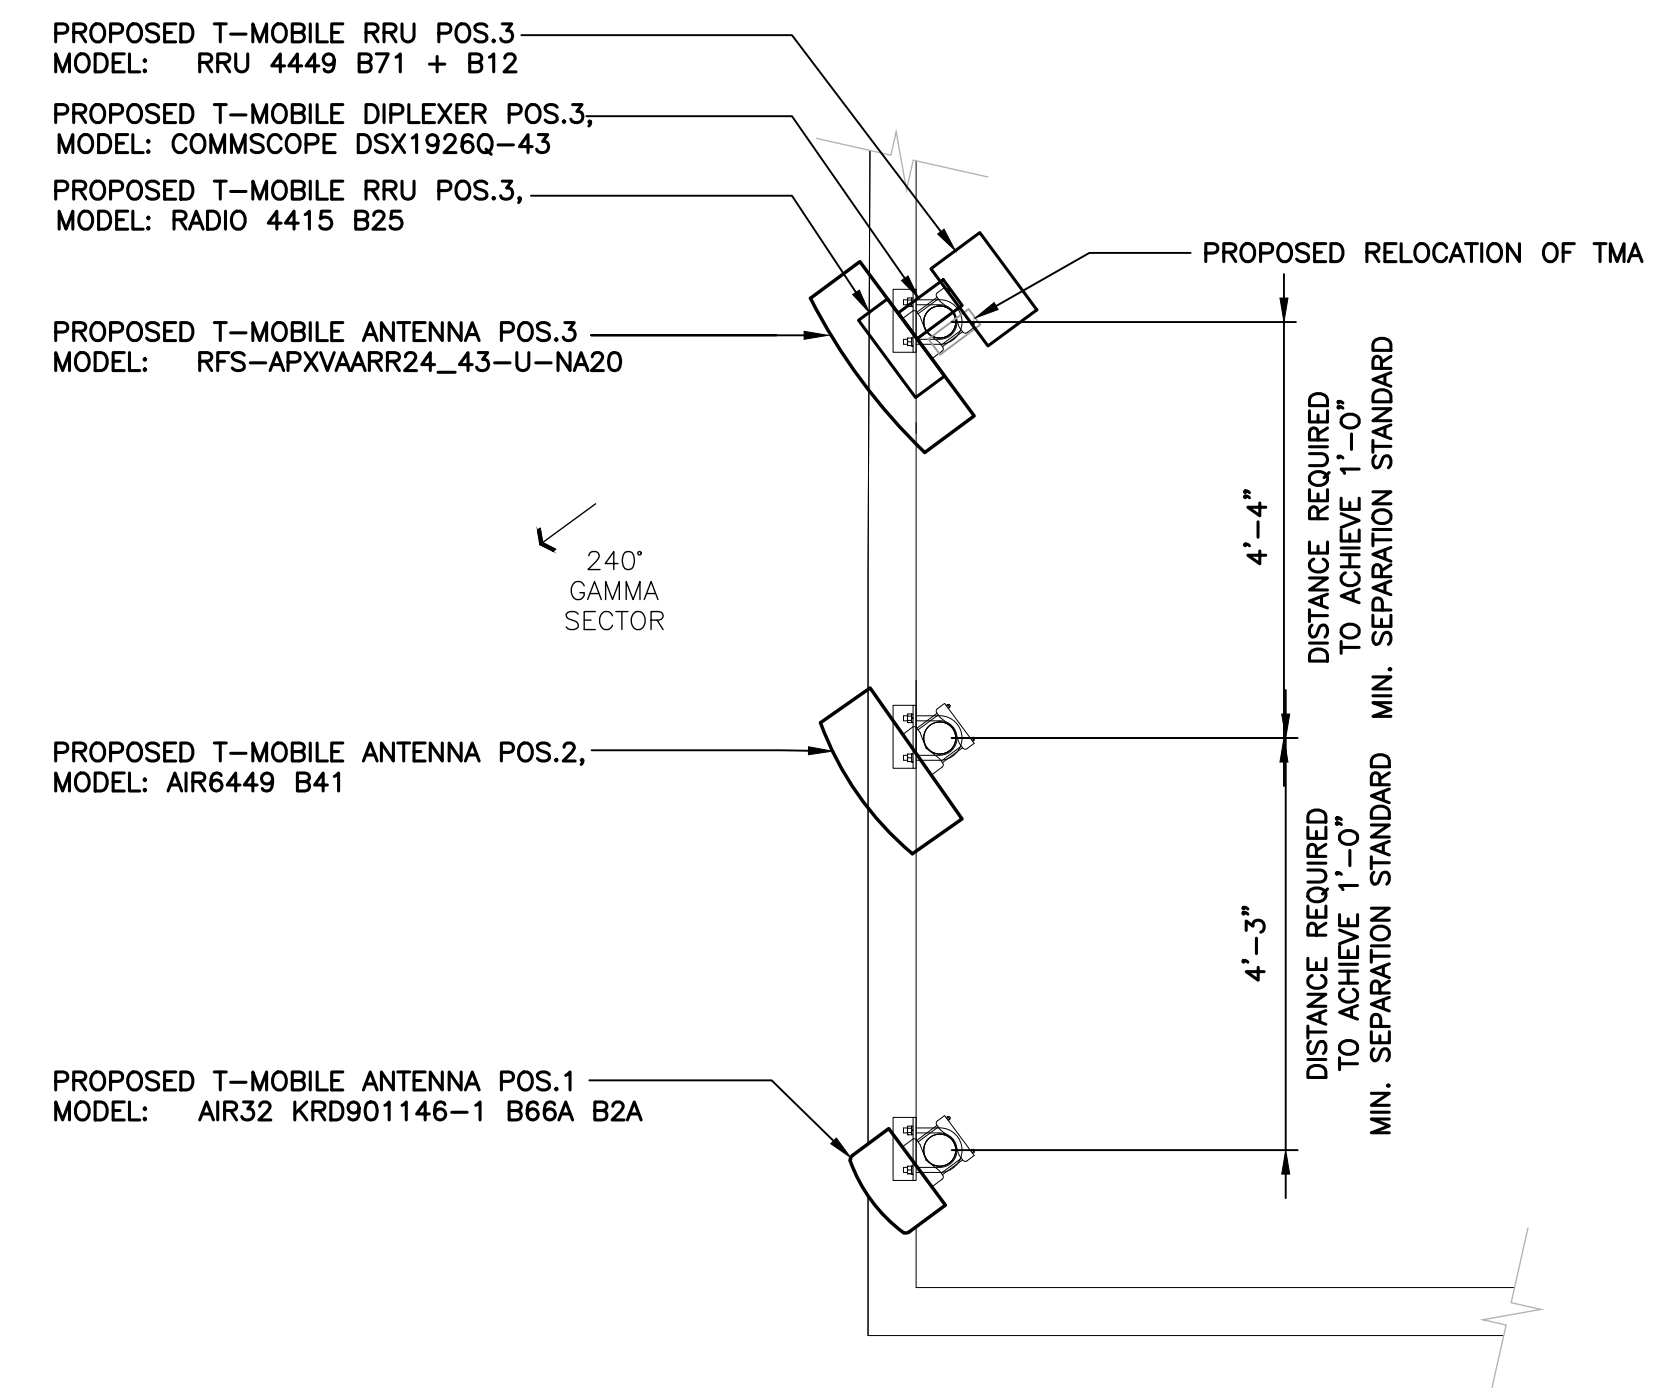 PROPOSED T-MOBILE RRU POS.3
MODEL: RRU 4449 B71 + B12
PROPOSED T-MOBILE DIPLEXER POS.3,
MODEL: COMMSCOPE DSX1926Q-43
PROPOSED T-MOBILE RRU POS.3,
MODEL: RADIO 4415 B25
PROPOSED RELOCATION OF TMA
PROPOSED T-MOBILE ANTENNA POS.3
MODEL: RFS-APXVAARR24_43-U-NA20
4'-4"
DISTANCE REQUIRED
TO ACHIEVE 1'-0"
MIN. SEPARATION STANDARD
240°
GAMMA
SECTOR
PROPOSED T-MOBILE ANTENNA POS.2,
MODEL: AIR6449 B41
4'-3"
DISTANCE REQUIRED
TO ACHIEVE 1'-0"
MIN. SEPARATION STANDARD
PROPOSED T-MOBILE ANTENNA POS.1
MODEL: AIR32 KRD901146-1 B66A B2A